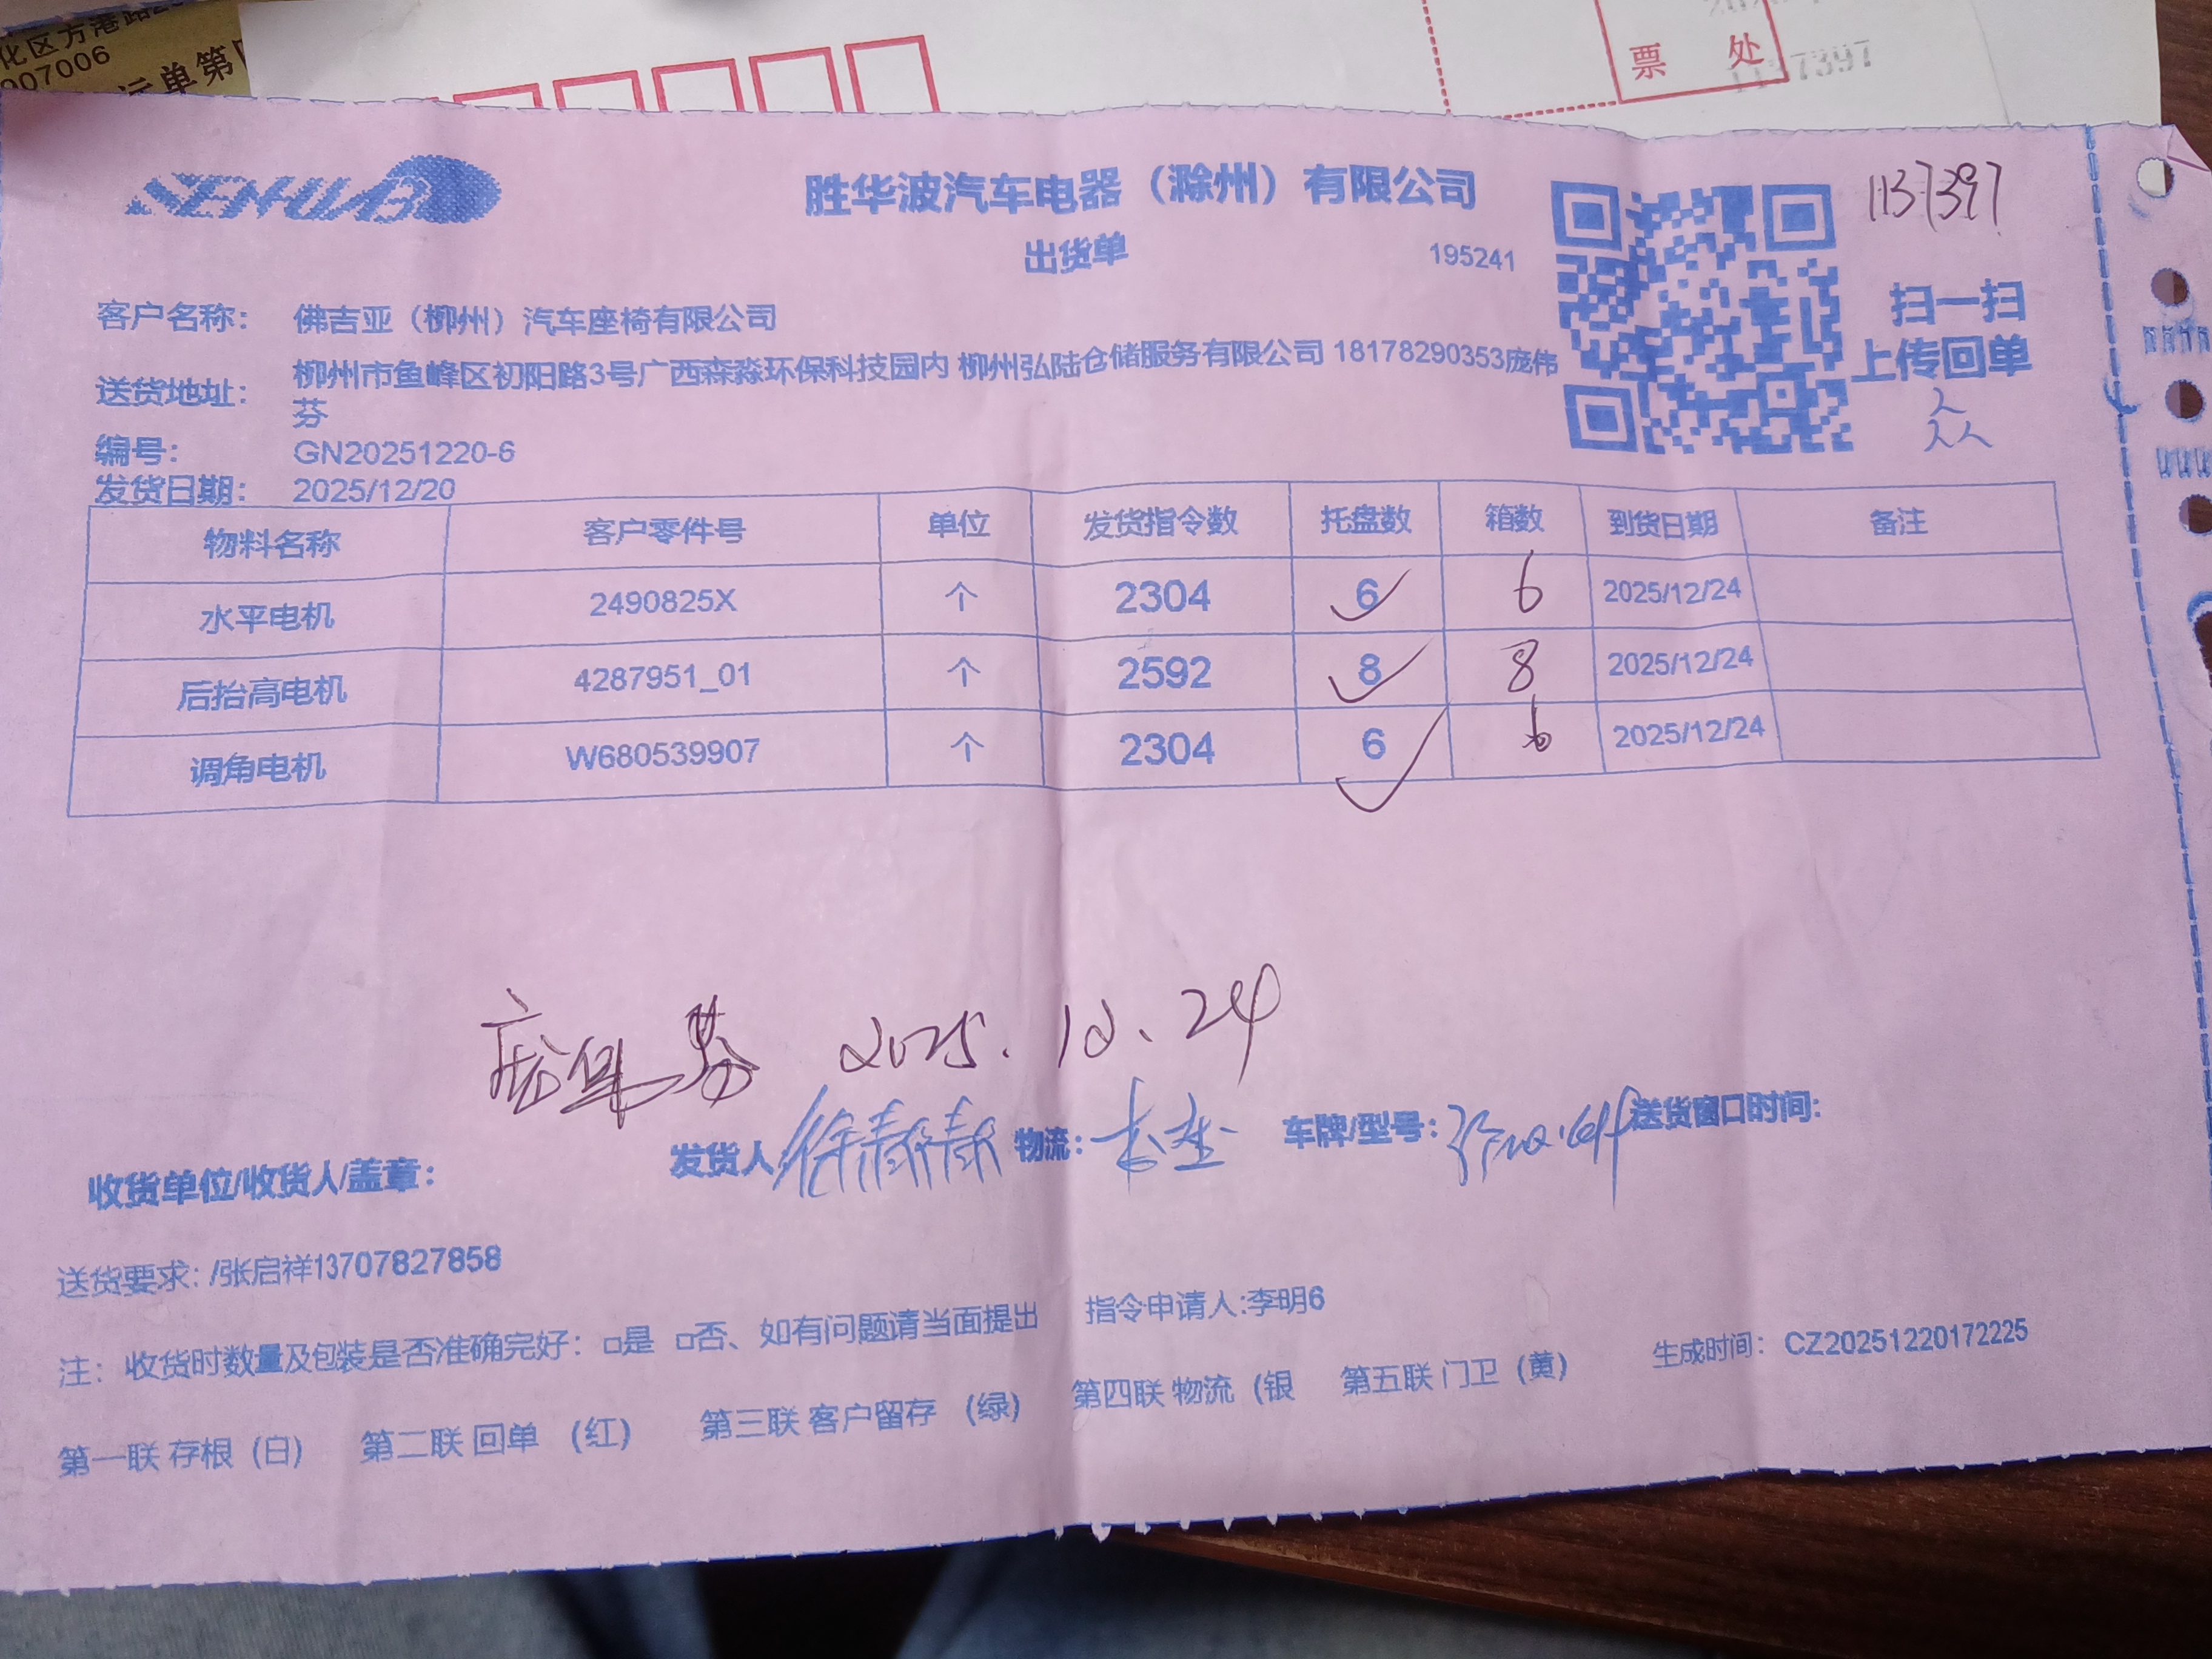 化区方港路
007006
运单第
票 处
1137397
SENHUAB
胜华波汽车电器（滁州）有限公司
1137397
出货单
195241
扫一扫
上传回单
客户名称： 佛吉亚（柳州）汽车座椅有限公司
送货地址： 柳州市鱼峰区初阳路3号广西森淼环保科技园内 柳州弘陆仓储服务有限公司 18178290353庞伟
芬
编号： GN20251220-6
发货日期： 2025/12/20
物料名称 客户零件号 单位 发货指令数 托盘数 箱数 到货日期 备注
水平电机 2490825X 个 2304 6 6 2025/12/24
后抬高电机 4287951_01 个 2592 8 8 2025/12/24
调角电机 W680539907 个 2304 6 6 2025/12/24
庞伟芬 2025.12.24
收货单位/收货人/盖章： 发货人 徐静静 物流： 车牌/型号： 送货窗口时间：
送货要求: /张启祥13707827858
注： 收货时数量及包装是否准确完好： □是 □否、如有问题请当面提出 指令申请人:李明6
第一联 存根（白） 第二联 回单 （红） 第三联 客户留存 （绿） 第四联 物流（银 第五联 门卫（黄） 生成时间： CZ20251220172225